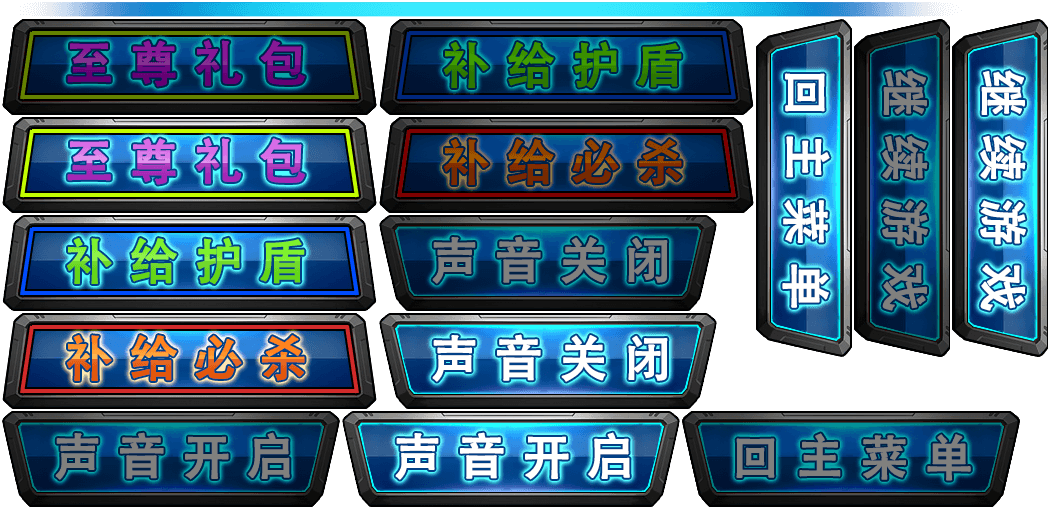 至尊礼包
补给护盾
至尊礼包
补给必杀
补给护盾
声音关闭
补给必杀
声音关闭
声音开启
声音开启
回主菜单
回主菜单
继续游戏
继续游戏